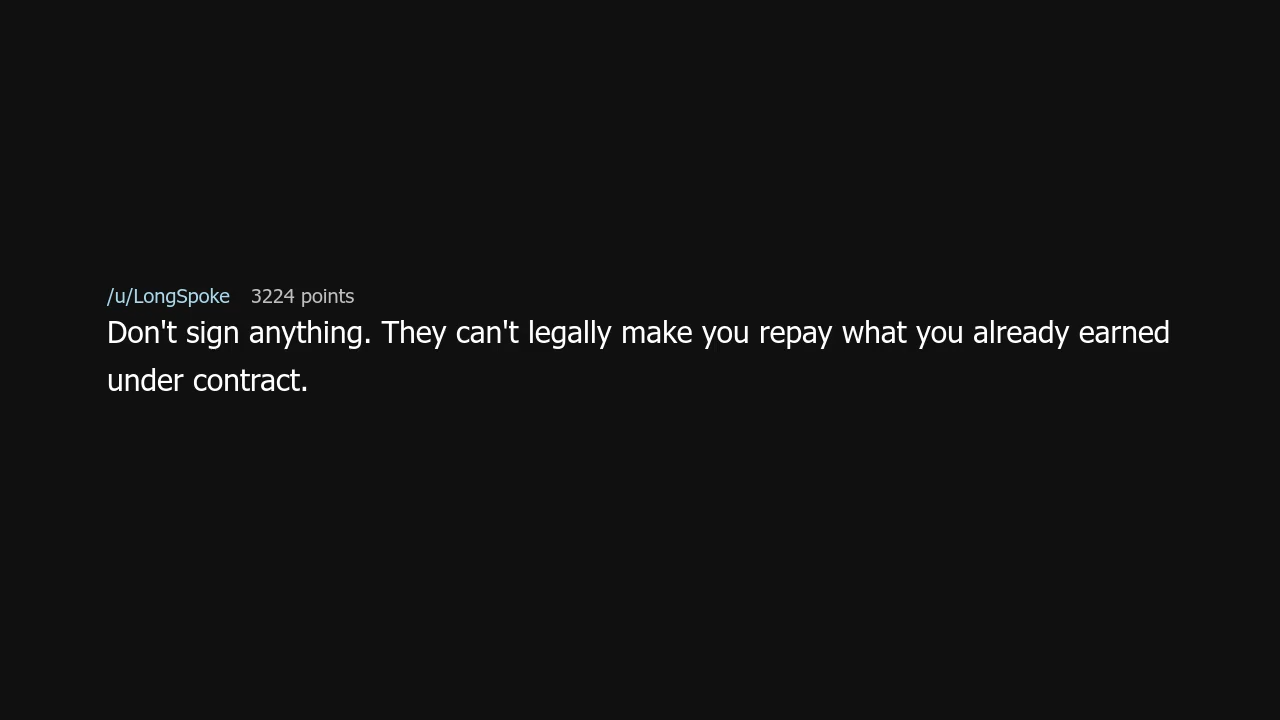 /u/LongSpoke 3224 points
Don't sign anything. They can't legally make you repay what you already earned
under contract.